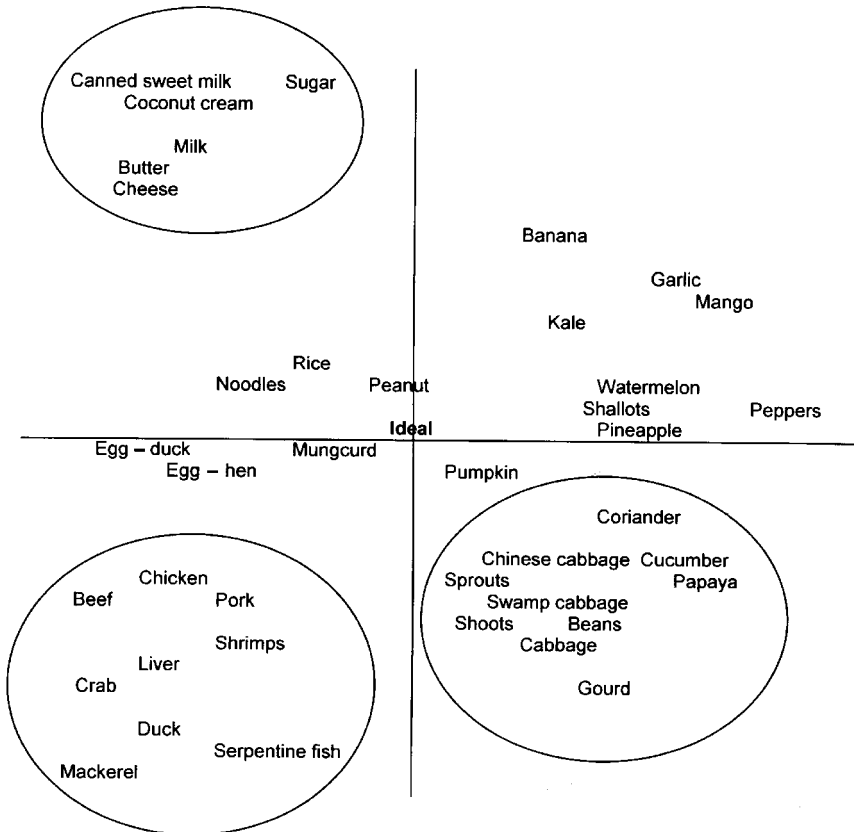 Canned sweet milk Sugar
Coconut cream
Milk
Butter
Cheese
Banana
Garlic
Mango
Kale
Rice
Noodles Peanut Watermelon
Shallots Peppers
Ideal Pineapple
Egg – duck Mungcurd
Egg – hen Pumpkin
Coriander
Chinese cabbage Cucumber
Chicken Sprouts Papaya
Beef Pork Swamp cabbage
Shoots Beans
Shrimps Cabbage
Liver
Crab Gourd
Duck
Serpentine fish
Mackerel